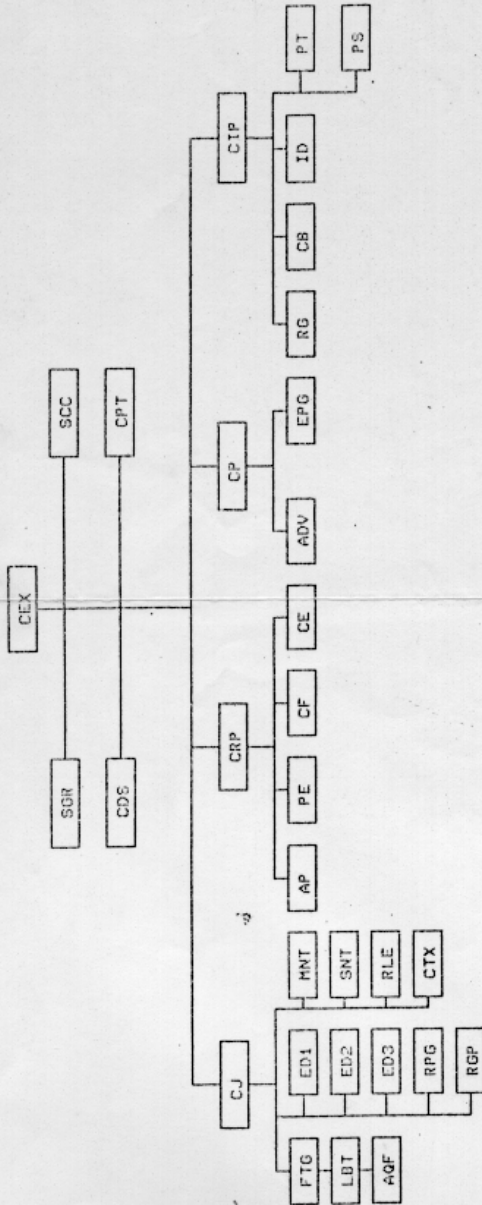 CEX
SGR SCC
CDS CPT
CJ CRP CP CIP
FTG ED1 MNT AP PE CF CE ADV EPG RG CB ID PT
LBT ED2 SNT PS
AQF ED3 RLE
RPG CTX
RGP